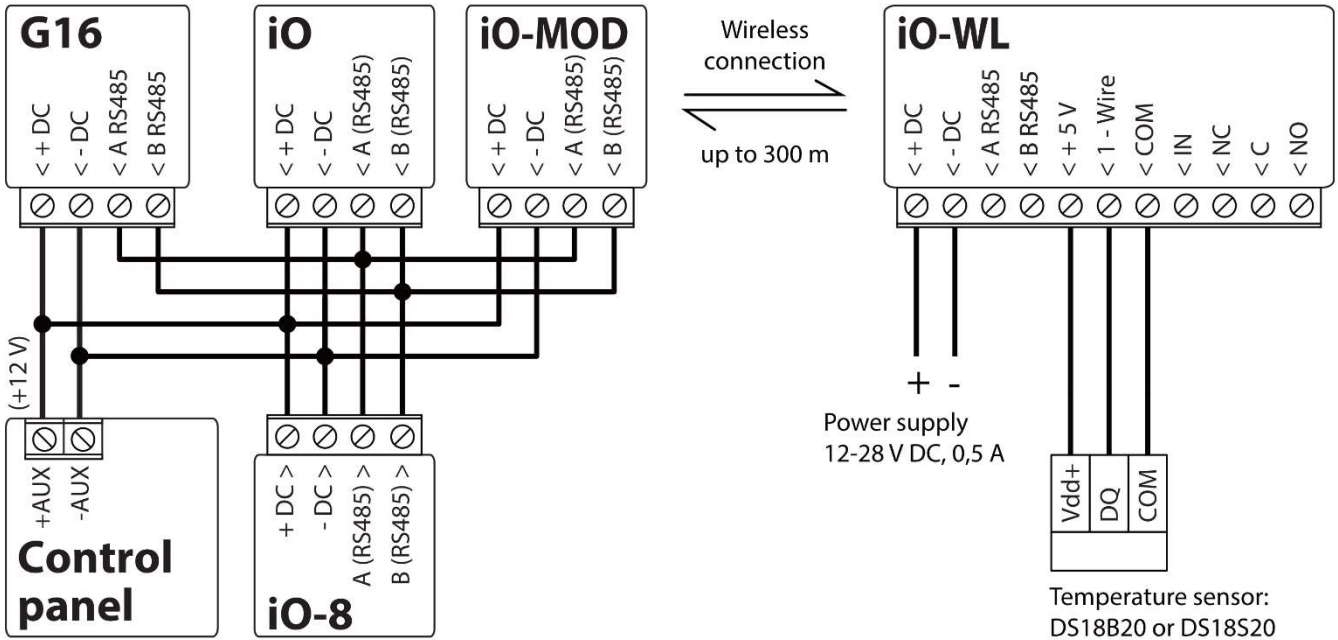 G16
< + DC
< - DC
< A RS485
< B RS485
iO
< + DC
< - DC
< A (RS485)
< B (RS485)
iO-MOD
< + DC
< - DC
< A (RS485)
< B (RS485)
Wireless
connection
up to 300 m
iO-WL
< + DC
< - DC
< A RS485
< B RS485
< + 5 V
< 1 - Wire
< COM
< IN
< NC
< C
< NO
(+12 V)
+AUX
-AUX
Control
panel
+ DC >
- DC >
A (RS485) >
B (RS485) >
iO-8
+ -
Power supply
12-28 V DC, 0,5 A
Vdd+
DQ
COM
Temperature sensor:
DS18B20 or DS18S20